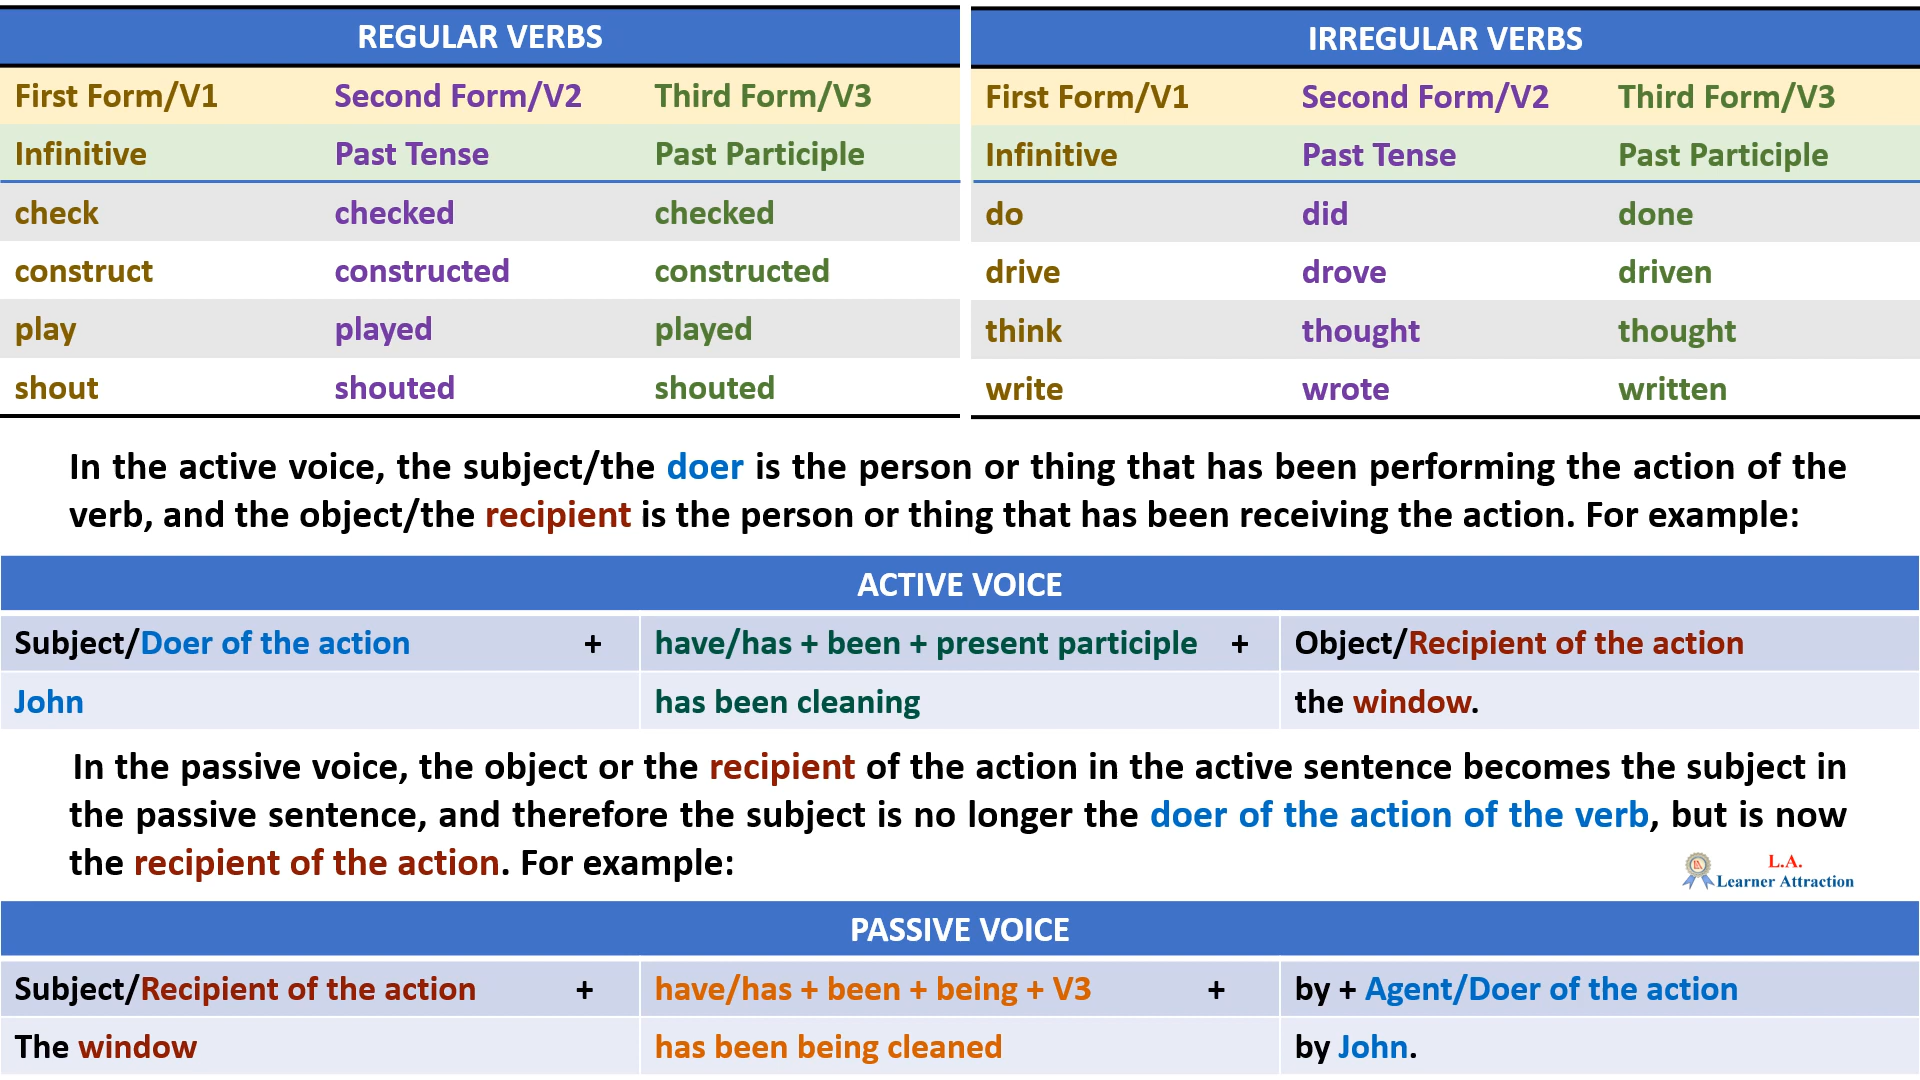 REGULAR VERBS
First Form/V1 Second Form/V2 Third Form/V3
Infinitive Past Tense Past Participle
check checked checked
construct constructed constructed
play played played
shout shouted shouted
IRREGULAR VERBS
First Form/V1 Second Form/V2 Third Form/V3
Infinitive Past Tense Past Participle
do did done
drive drove driven
think thought thought
write wrote written
In the active voice, the subject/the doer is the person or thing that has been performing the action of the
verb, and the object/the recipient is the person or thing that has been receiving the action. For example:
ACTIVE VOICE
Subject/Doer of the action + have/has + been + present participle + Object/Recipient of the action
John has been cleaning the window.
In the passive voice, the object or the recipient of the action in the active sentence becomes the subject in
the passive sentence, and therefore the subject is no longer the doer of the action of the verb, but is now
the recipient of the action. For example:
L.A.
Learner Attraction
PASSIVE VOICE
Subject/Recipient of the action + have/has + been + being + V3 + by + Agent/Doer of the action
The window has been being cleaned by John.